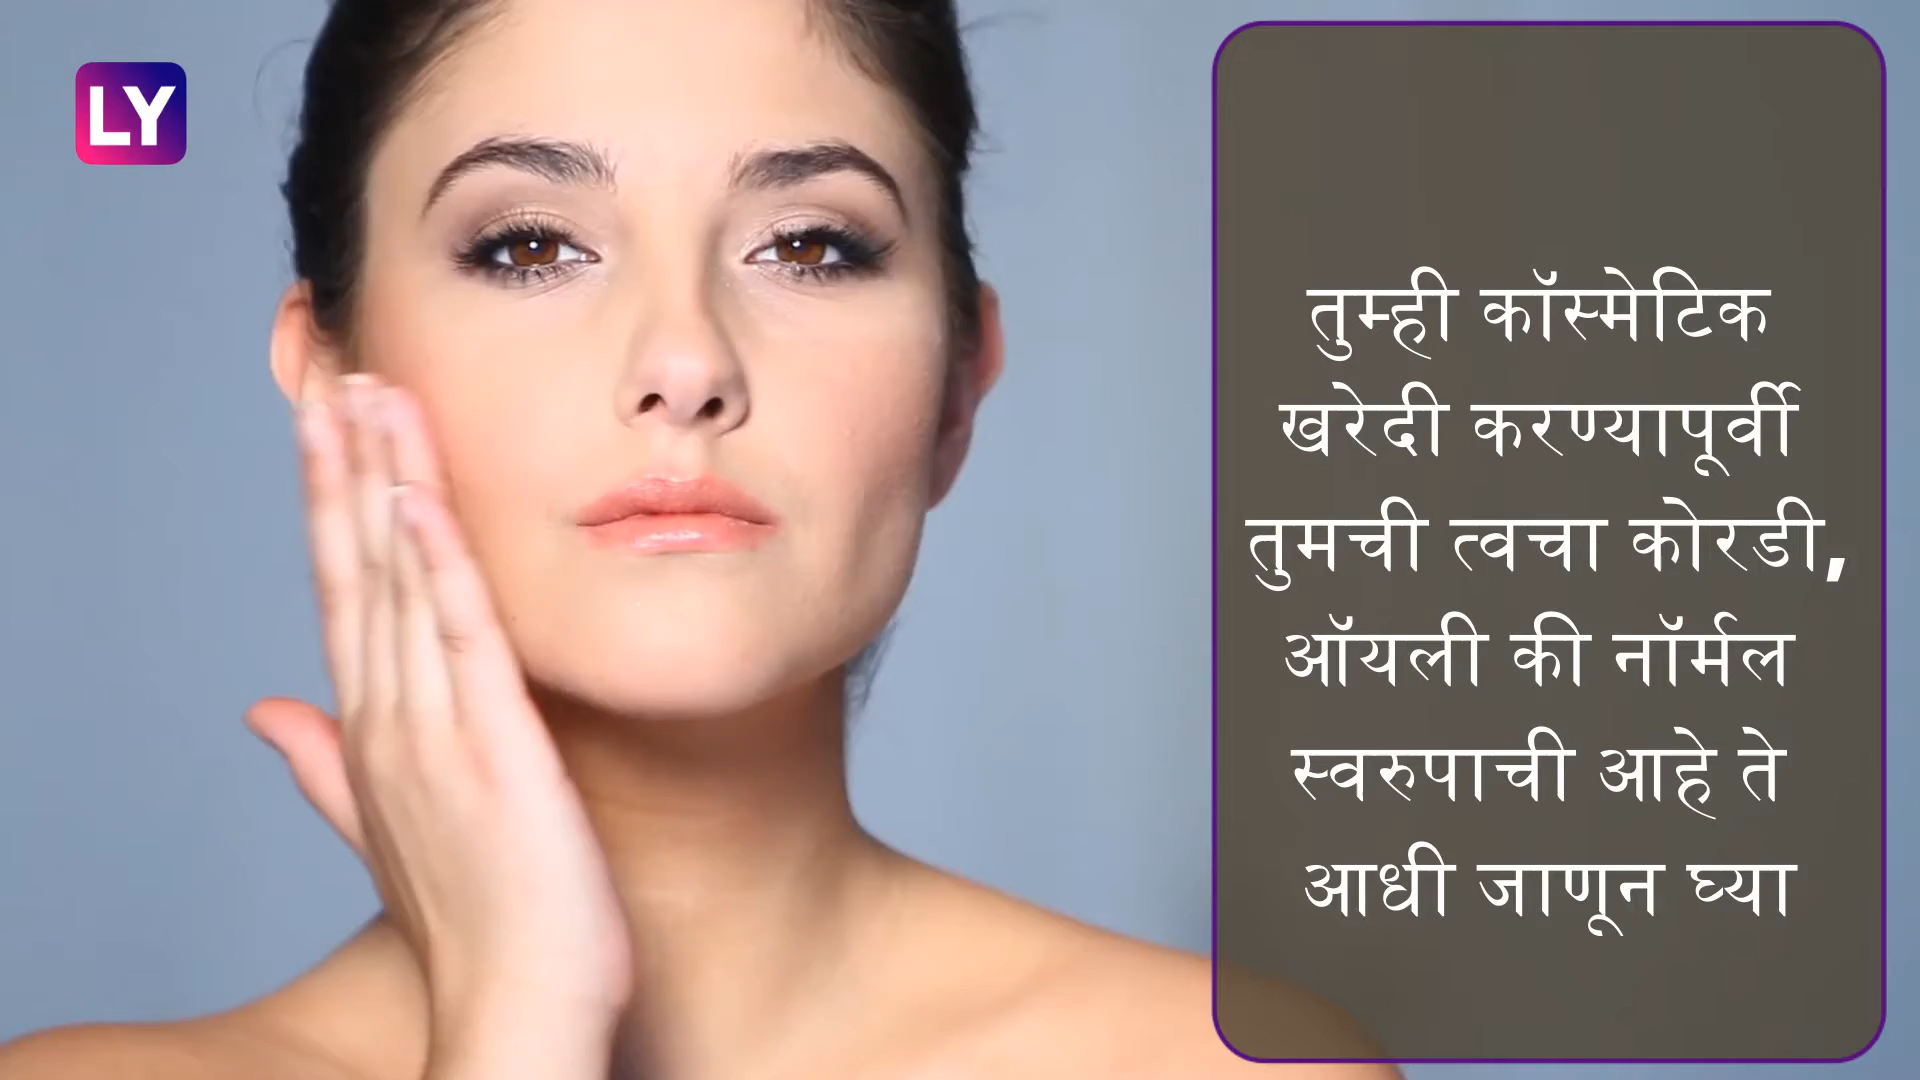 LY
तुम्ही कॉस्मेटिक
खरेदी करण्यापूर्वी
तुमची त्वचा कोरडी,
ऑयली की नॉर्मल
स्वरुपाची आहे ते
आधी जाणून घ्या